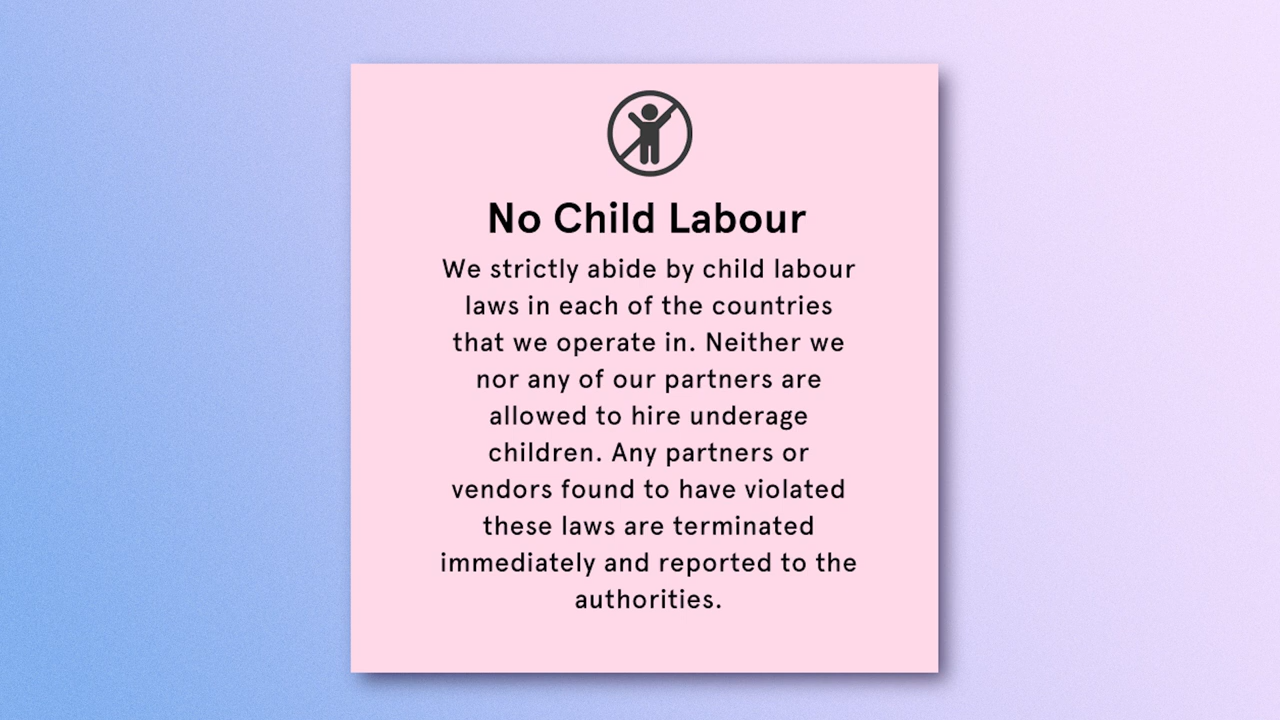 No Child Labour
We strictly abide by child labour
laws in each of the countries
that we operate in. Neither we
nor any of our partners are
allowed to hire underage
children. Any partners or
vendors found to have violated
these laws are terminated
immediately and reported to the
authorities.